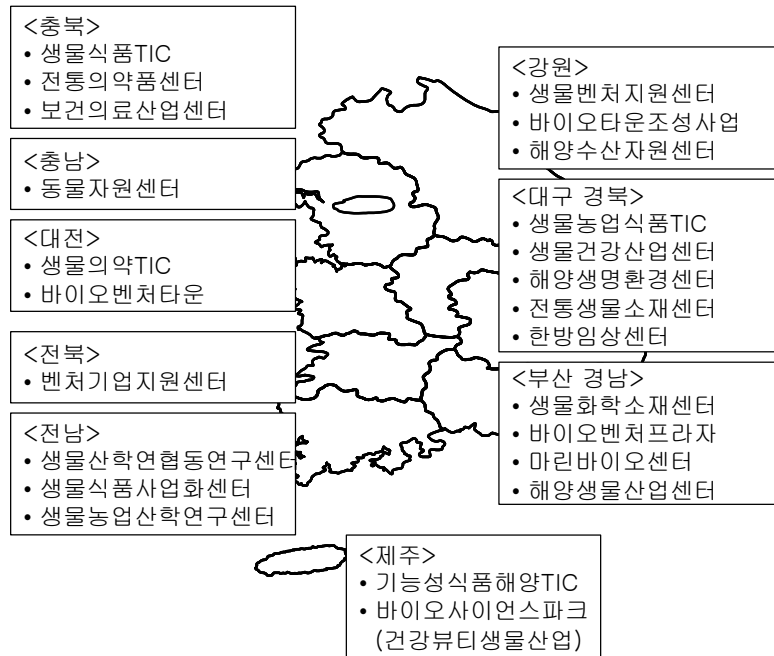 <충북>
• 생물식품TIC
• 전통의약품센터
• 보건의료산업센터
<충남>
• 동물자원센터
<대전>
• 생물의약TIC
• 바이오벤처타운
<전북>
• 벤처기업지원센터
<전남>
• 생물산학연협동연구센터
• 생물식품사업화센터
• 생물농업산학연구센터
<강원>
• 생물벤처지원센터
• 바이오타운조성사업
• 해양수산자원센터
<대구 경북>
• 생물농업식품TIC
• 생물건강산업센터
• 해양생명환경센터
• 전통생물소재센터
• 한방임상센터
<부산 경남>
• 생물화학소재센터
• 바이오벤처프라자
• 마린바이오센터
• 해양생물산업센터
<제주>
• 기능성식품해양TIC
• 바이오사이언스파크
(건강뷰티생물산업)